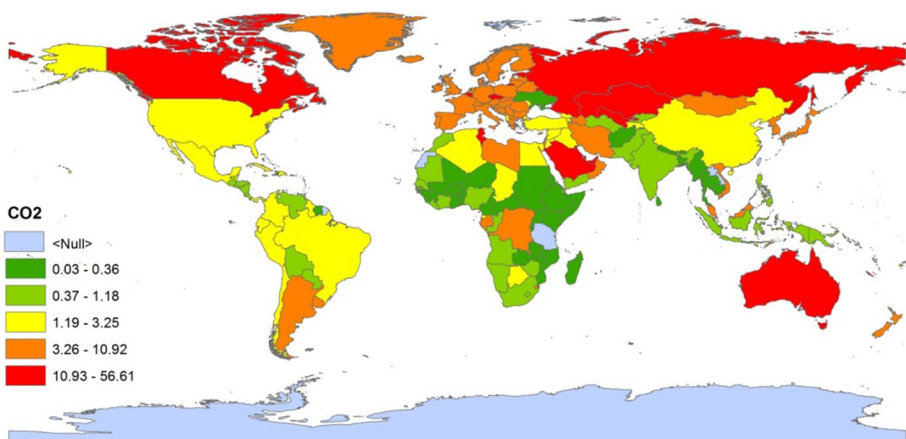 CO2
<Null>
0.03 - 0.36
0.37 - 1.18
1.19 - 3.25
3.26 - 10.92
10.93 - 56.61